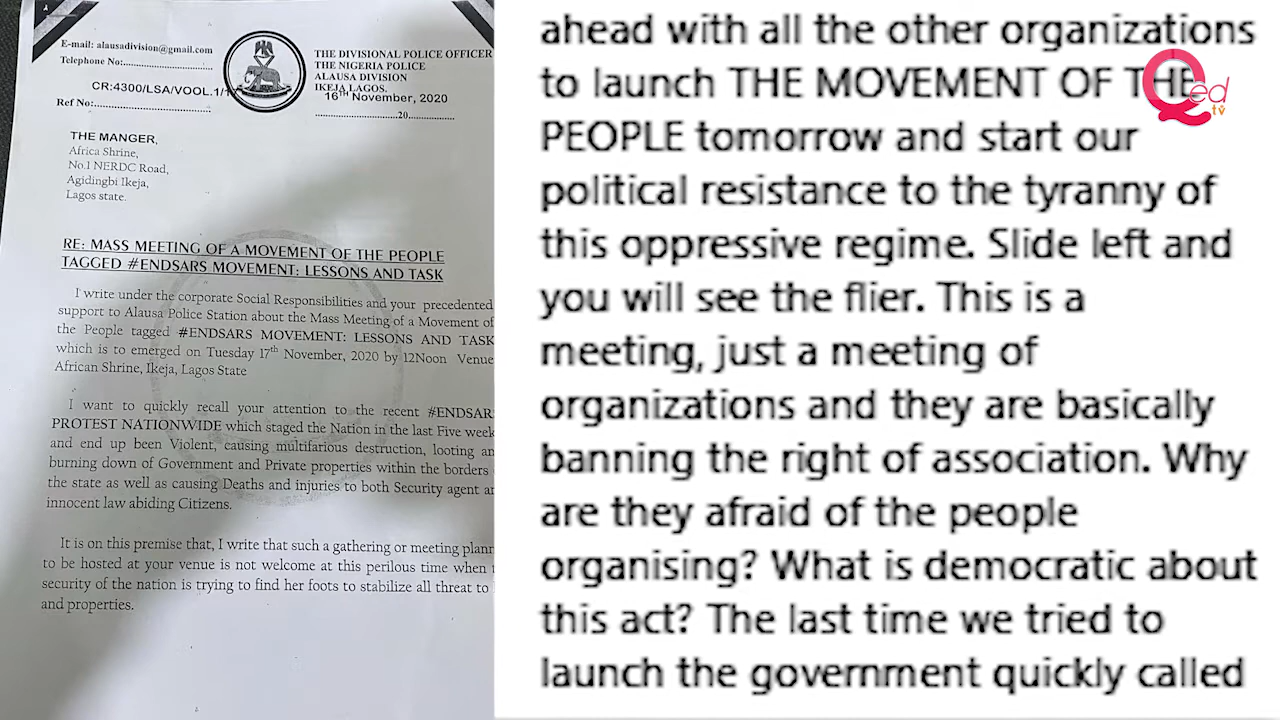 E-mail: alausadivision@gmail.com
Telephone No:
CR:4300/LSA/VOOL.1/
Ref No:
THE DIVISIONAL POLICE OFFICER
THE NIGERIA POLICE
ALAUSA DIVISION
IKEJA LAGOS.
16TH November, 2020
20
THE MANGER,
Africa Shrine,
No.1 NERDC Road,
Agidingbi Ikeja,
Lagos state.
RE: MASS MEETING OF A MOVEMENT OF THE PEOPLE
TAGGED #ENDSARS MOVEMENT: LESSONS AND TASK
I write under the corporate Social Responsibilities and your precedented
support to Alausa Police Station about the Mass Meeting of a Movement of
the People tagged #ENDSARS MOVEMENT: LESSONS AND TASK
which is to emerged on Tuesday 17th November, 2020 by 12Noon Venue
African Shrine, Ikeja, Lagos State
I want to quickly recall your attention to the recent #ENDSAR
PROTEST NATIONWIDE which staged the Nation in the last Five week
and end up been Violent, causing multifarious destruction, looting an
burning down of Government and Private properties within the borders
the state as well as causing Deaths and injuries to both Security agent an
innocent law abiding Citizens.
It is on this premise that, I write that such a gathering or meeting plann
to be hosted at your venue is not welcome at this perilous time when
security of the nation is trying to find her foots to stabilize all threat to
and properties.
ahead with all the other organizations
to launch THE MOVEMENT OF THE
PEOPLE tomorrow and start our
political resistance to the tyranny of
this oppressive regime. Slide left and
you will see the flier. This is a
meeting, just a meeting of
organizations and they are basically
banning the right of association. Why
are they afraid of the people
organising? What is democratic about
this act? The last time we tried to
launch the government quickly called
Qed
tv